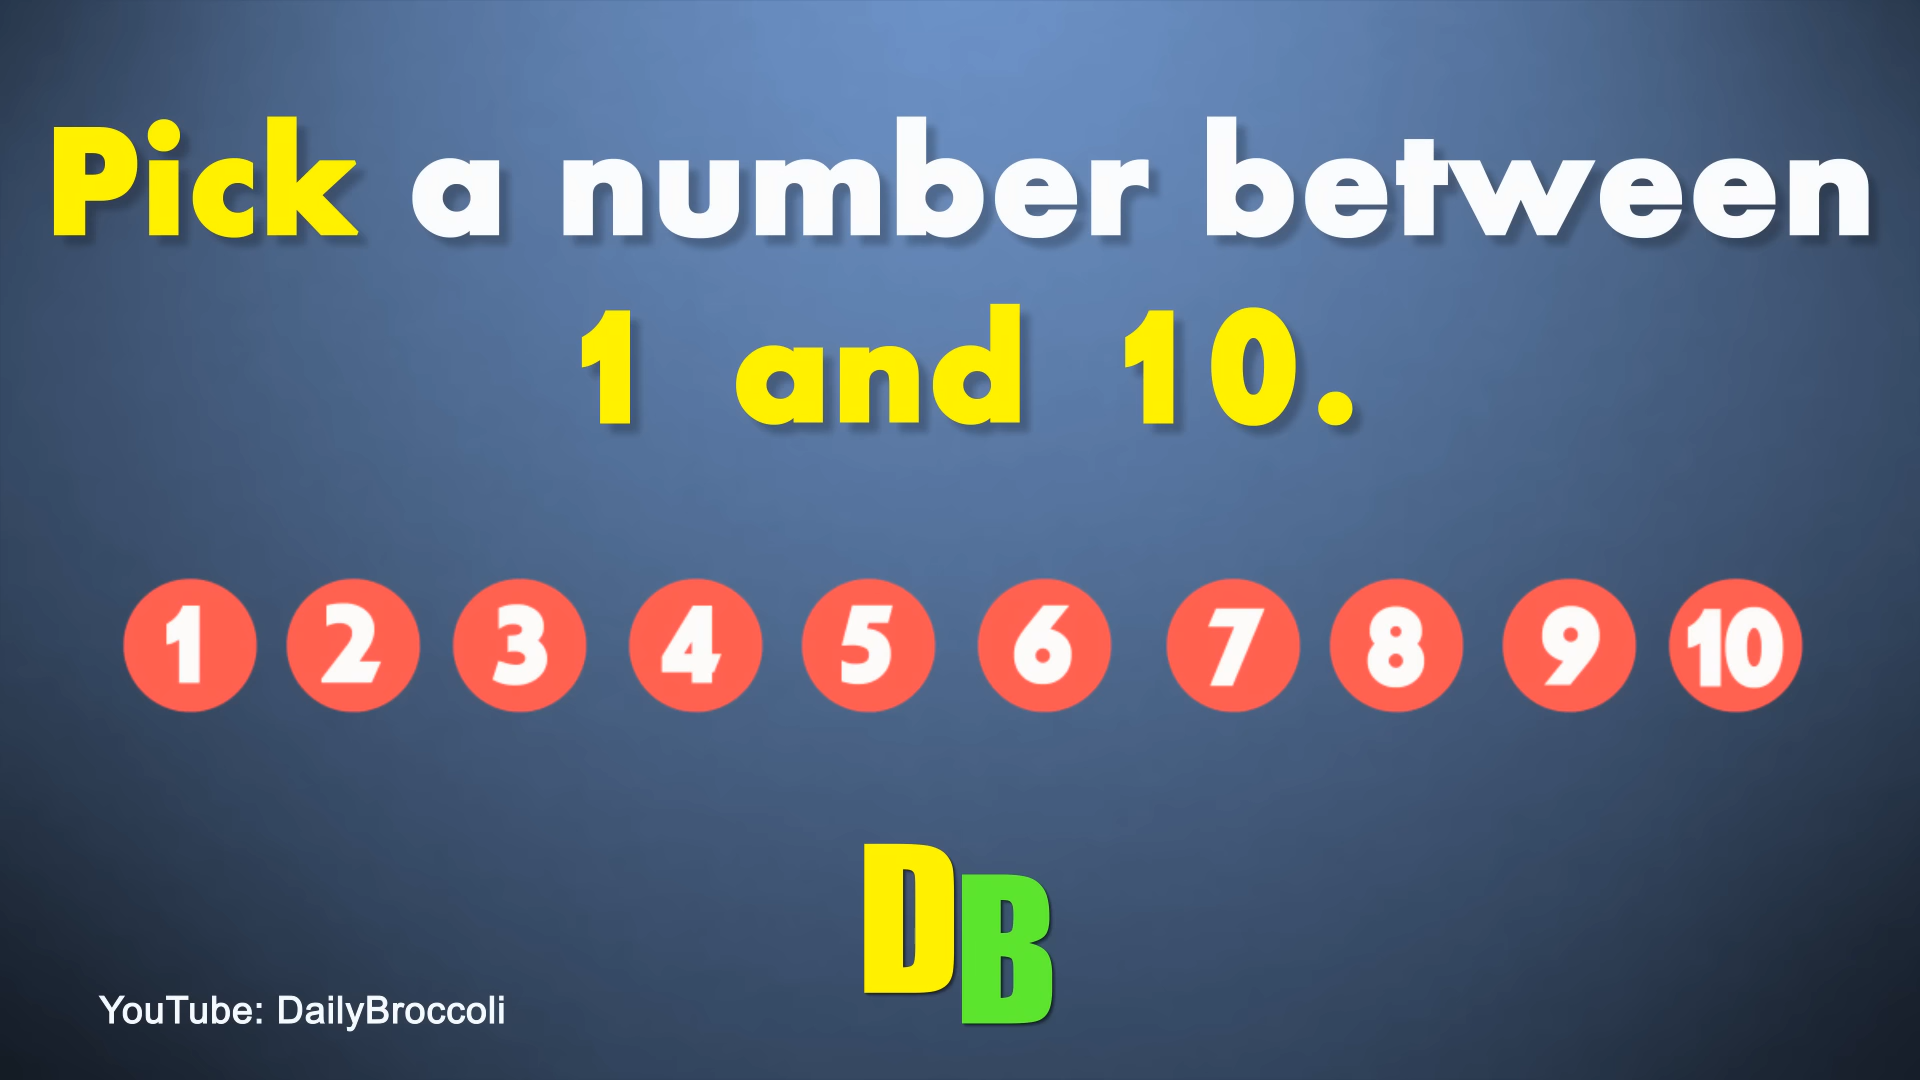 Pick a number between
1 and 10.
1 2 3 4 5 6 7 8 9 10
DB
YouTube: DailyBroccoli